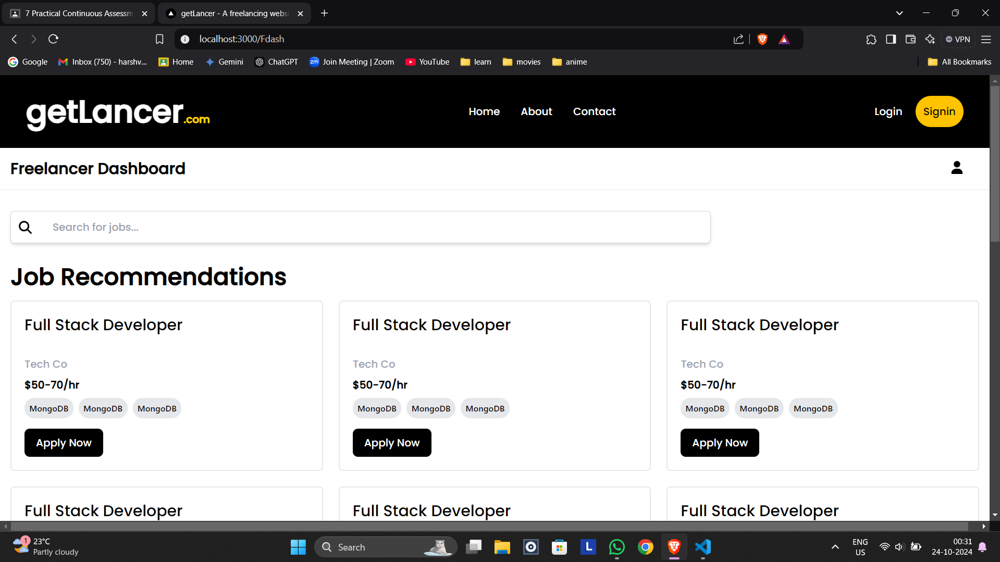 7 Practical Continuous Assessm
getLancer - A freelancing websi
localhost:3000/Fdash
VPN
Google
Inbox (750) - harshv...
Home
Gemini
ChatGPT
zm Join Meeting | Zoom
YouTube
learn
movies
anime
All Bookmarks
getLancer.com
Home
About
Contact
Login
Signin
Freelancer Dashboard
Search for jobs...
Job Recommendations
Full Stack Developer
Tech Co
$50-70/hr
MongoDB MongoDB MongoDB
Apply Now
Full Stack Developer
Tech Co
$50-70/hr
MongoDB MongoDB MongoDB
Apply Now
Full Stack Developer
Tech Co
$50-70/hr
MongoDB MongoDB MongoDB
Apply Now
Full Stack Developer
Full Stack Developer
Full Stack Developer
1
23°C
Partly cloudy
Search
L
ENG
US
00:31
24-10-2024